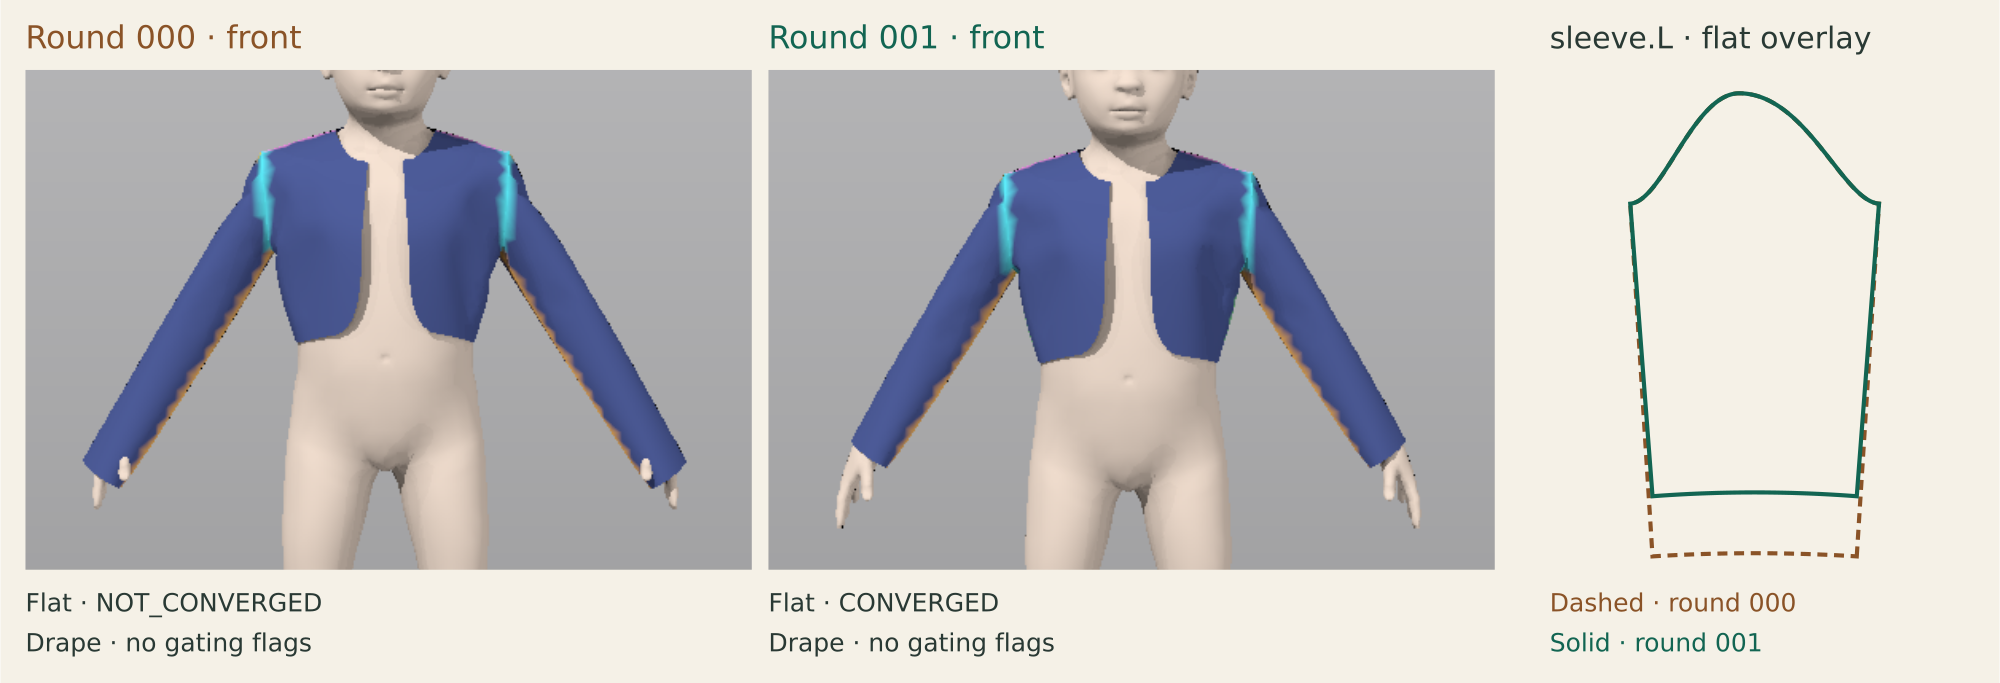 Round 000 · front
Round 001 · front
sleeve.L · flat overlay
Flat · NOT_CONVERGED
Drape · no gating flags
Flat · CONVERGED
Drape · no gating flags
Dashed · round 000
Solid · round 001